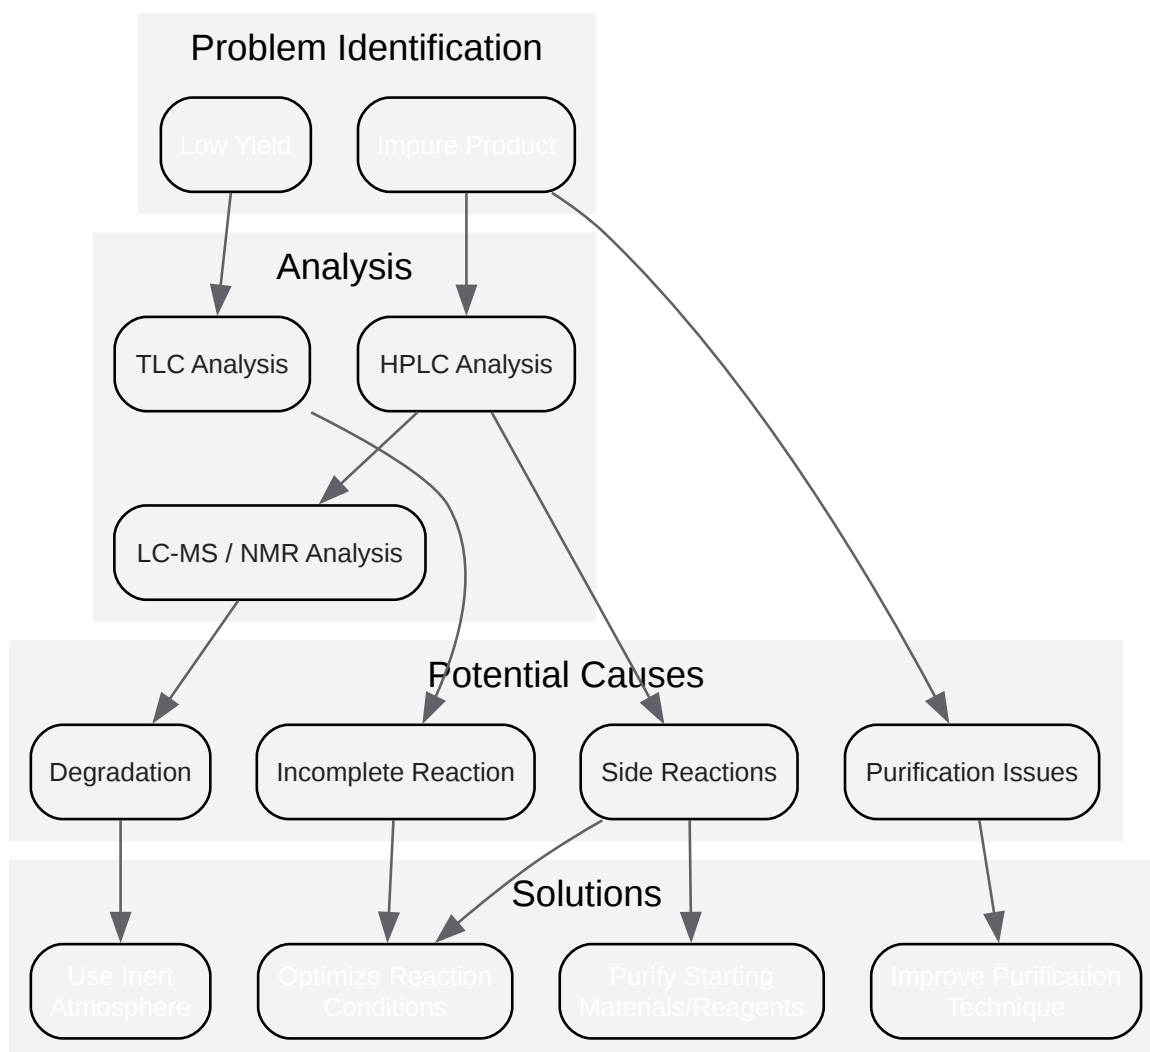 Problem Identification
Low Yield
Impure Product
Analysis
TLC Analysis
HPLC Analysis
LC-MS / NMR Analysis
Potential Causes
Degradation
Incomplete Reaction
Side Reactions
Purification Issues
Solutions
Use Inert
Atmosphere
Optimize Reaction
Conditions
Purify Starting
Materials/Reagents
Improve Purification
Technique